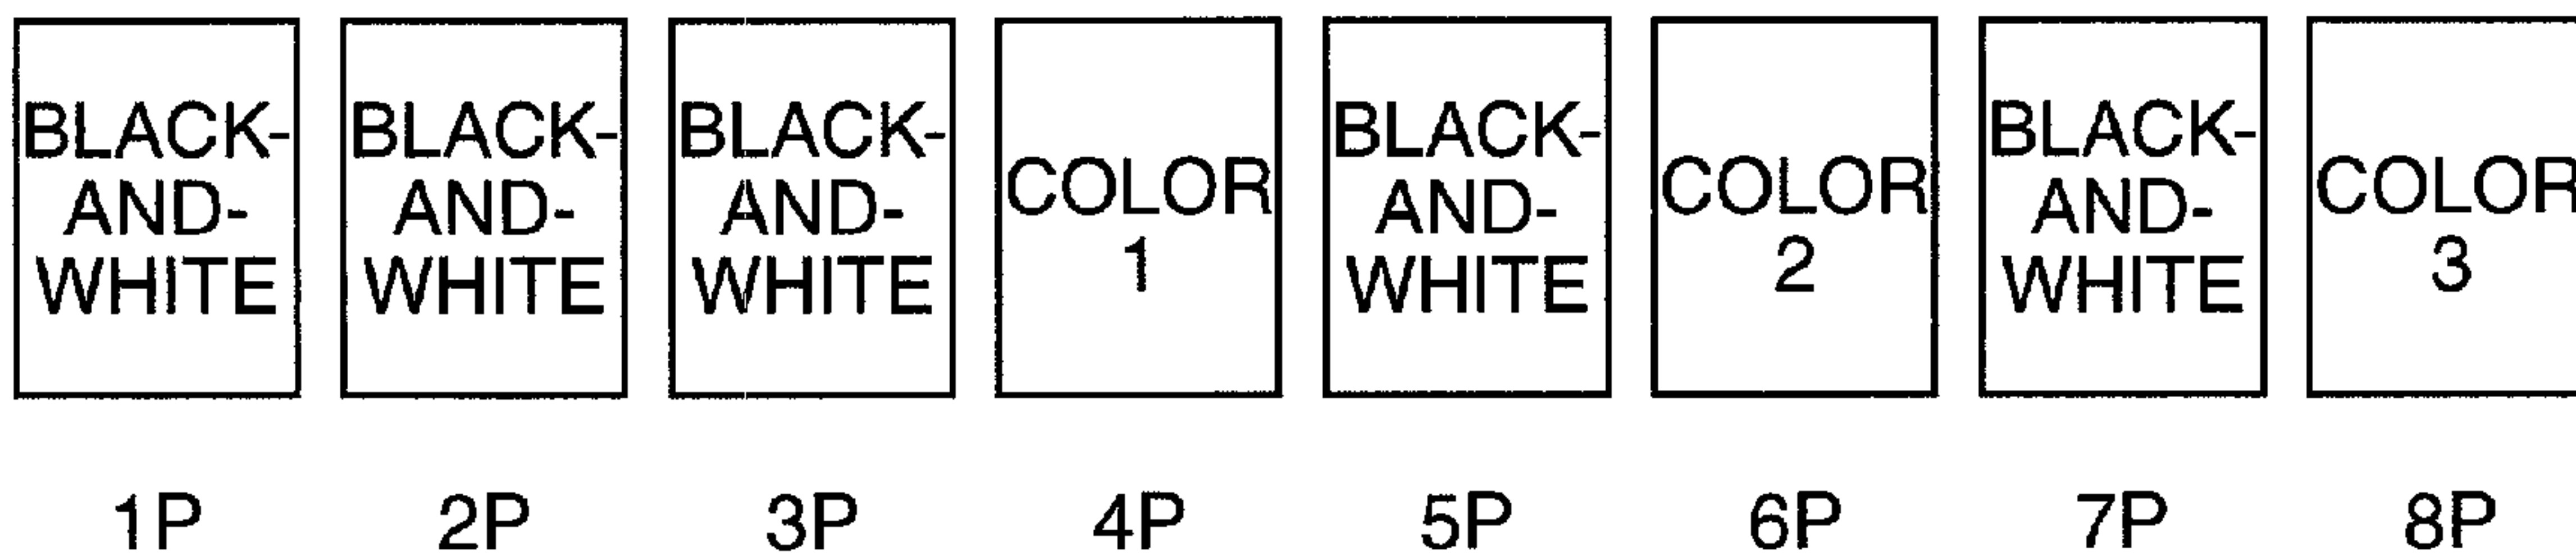 BLACK-
AND-
WHITE
BLACK-
AND-
WHITE
BLACK-
AND-
WHITE
COLOR
1
BLACK-
AND-
WHITE
COLOR
2
BLACK-
AND-
WHITE
COLOR
3
1P 2P 3P 4P 5P 6P 7P 8P